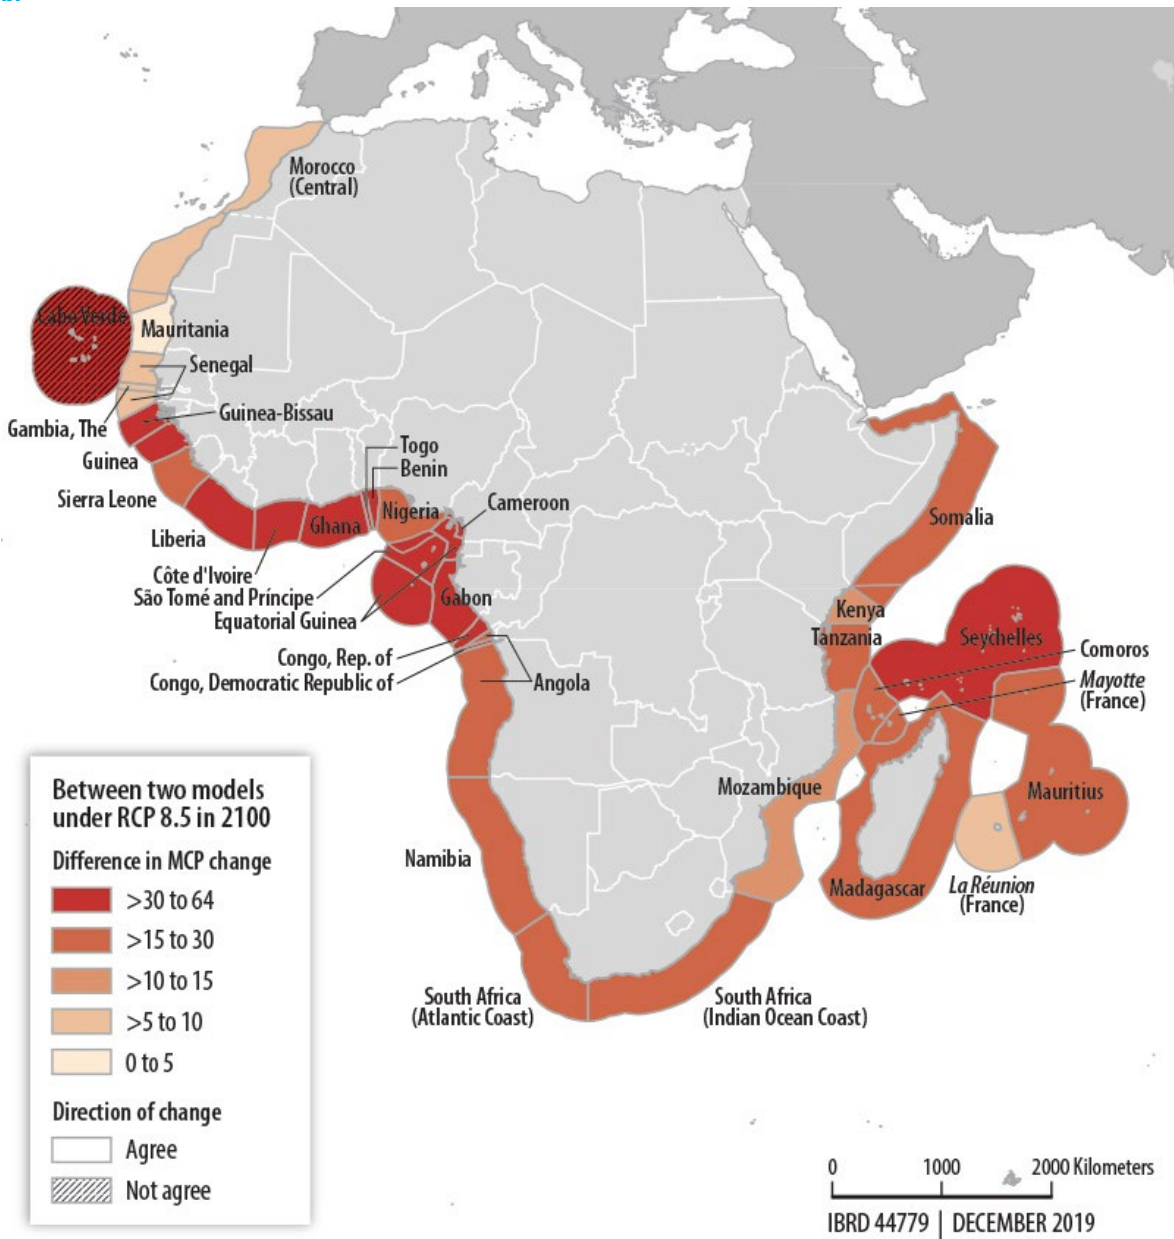 Morocco
(Central)
Cabo Verde
Mauritania
Senegal
Gambia, The
Guinea-Bissau
Guinea
Sierra Leone
Togo
Benin
Liberia
Ghana
Nigeria
Cameroon
Côte d'Ivoire
São Tomé and Príncipe
Equatorial Guinea
Gabon
Congo, Rep. of
Congo, Democratic Republic of
Angola
Somalia
Kenya
Tanzania
Seychelles
Comoros
Mayotte
(France)
Mozambique
Mauritius
Namibia
Madagascar
La Réunion
(France)
South Africa
(Atlantic Coast)
South Africa
(Indian Ocean Coast)
Between two models
under RCP 8.5 in 2100
Difference in MCP change
>30 to 64
>15 to 30
>10 to 15
>5 to 10
0 to 5
Direction of change
Agree
Not agree
0 1000 2000 Kilometers
IBRD 44779 | DECEMBER 2019